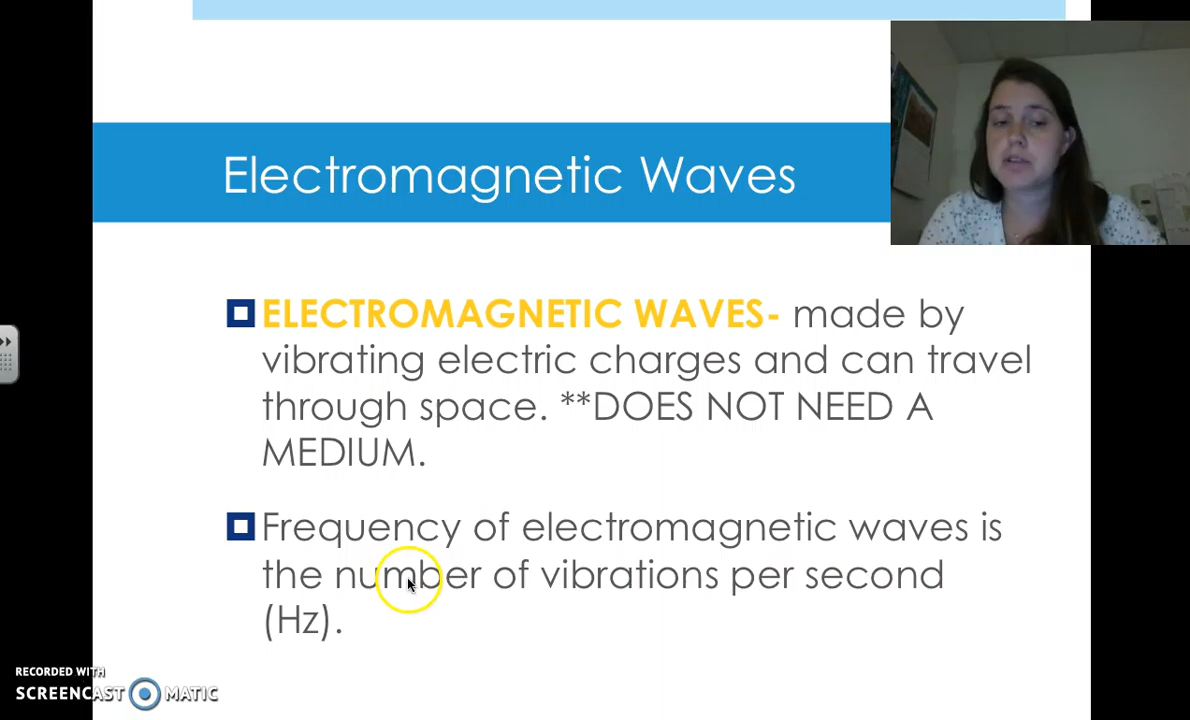 Electromagnetic Waves
ELECTROMAGNETIC WAVES- made by
vibrating electric charges and can travel
through space. **DOES NOT NEED A
MEDIUM.
Frequency of electromagnetic waves is
the number of vibrations per second
(Hz).
RECORDED WITH
SCREENCAST MATIC